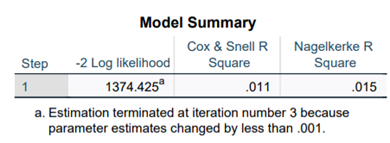 Model Summary
Step -2 Log likelihood Cox & Snell R Square Nagelkerke R Square
1 1374.425a .011 .015
a. Estimation terminated at iteration number 3 because
parameter estimates changed by less than .001.